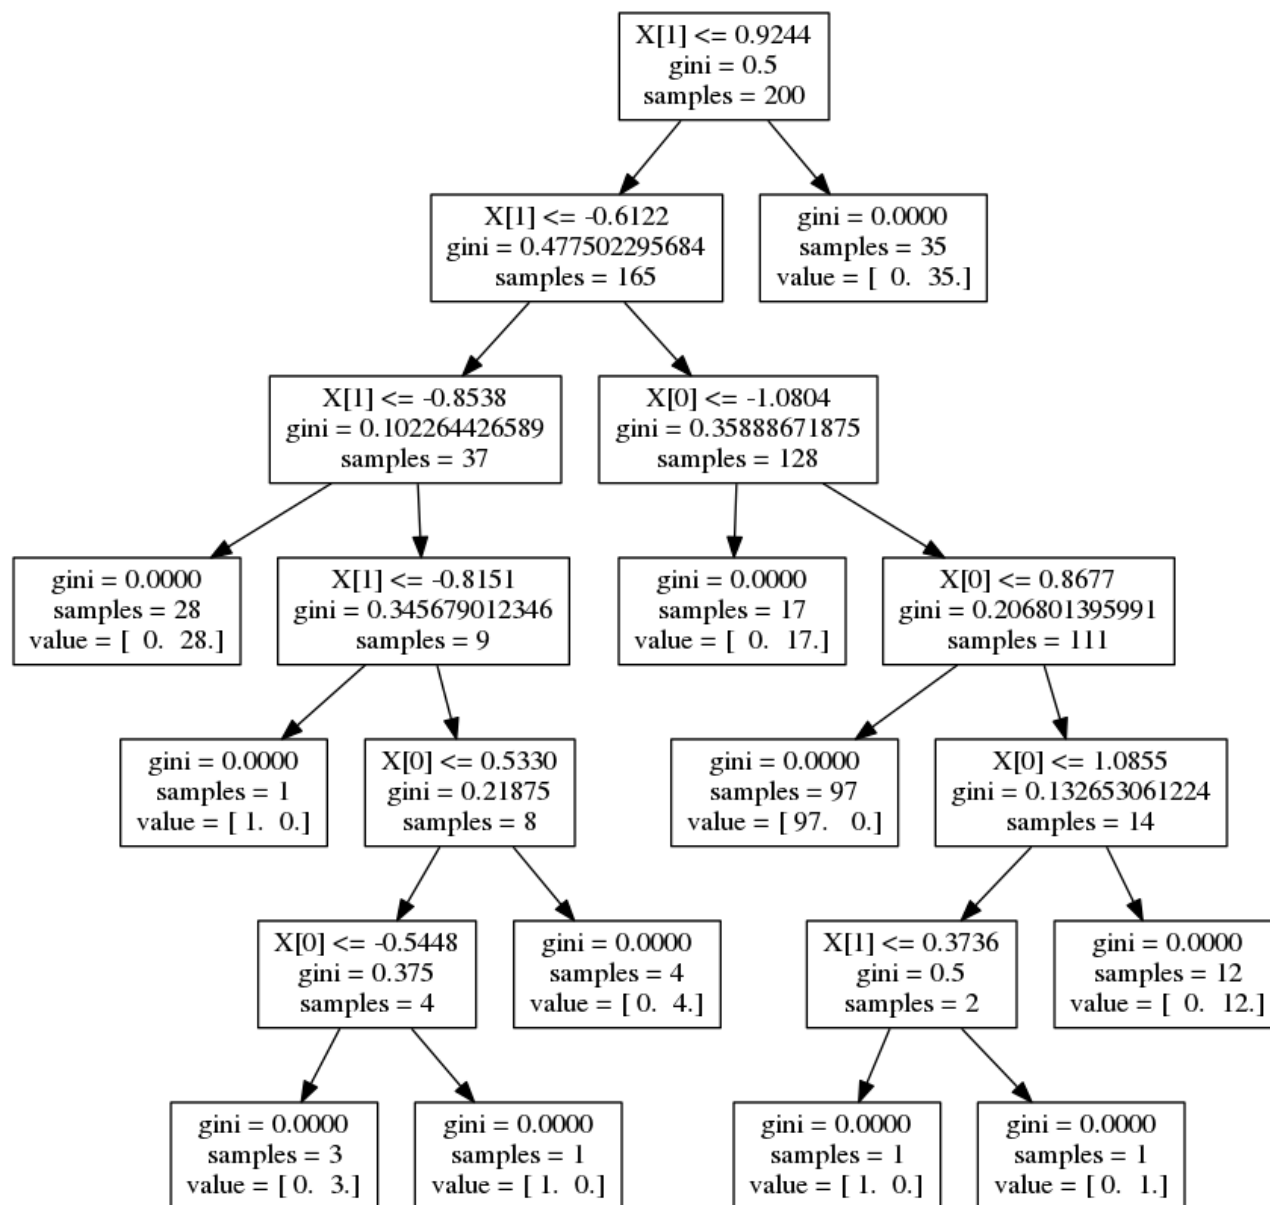 X[1] <= 0.9244
gini = 0.5
samples = 200
X[1] <= -0.6122
gini = 0.477502295684
samples = 165
gini = 0.0000
samples = 35
value = [  0.  35.]
X[1] <= -0.8538
gini = 0.102264426589
samples = 37
X[0] <= -1.0804
gini = 0.35888671875
samples = 128
gini = 0.0000
samples = 28
value = [  0.  28.]
X[1] <= -0.8151
gini = 0.345679012346
samples = 9
gini = 0.0000
samples = 17
value = [  0.  17.]
X[0] <= 0.8677
gini = 0.206801395991
samples = 111
gini = 0.0000
samples = 1
value = [ 1.  0.]
X[0] <= 0.5330
gini = 0.21875
samples = 8
gini = 0.0000
samples = 97
value = [ 97.   0.]
X[0] <= 1.0855
gini = 0.132653061224
samples = 14
X[0] <= -0.5448
gini = 0.375
samples = 4
gini = 0.0000
samples = 4
value = [ 0.  4.]
X[1] <= 0.3736
gini = 0.5
samples = 2
gini = 0.0000
samples = 12
value = [  0.  12.]
gini = 0.0000
samples = 3
value = [ 0.  3.]
gini = 0.0000
samples = 1
value = [ 1.  0.]
gini = 0.0000
samples = 1
value = [ 1.  0.]
gini = 0.0000
samples = 1
value = [ 0.  1.]